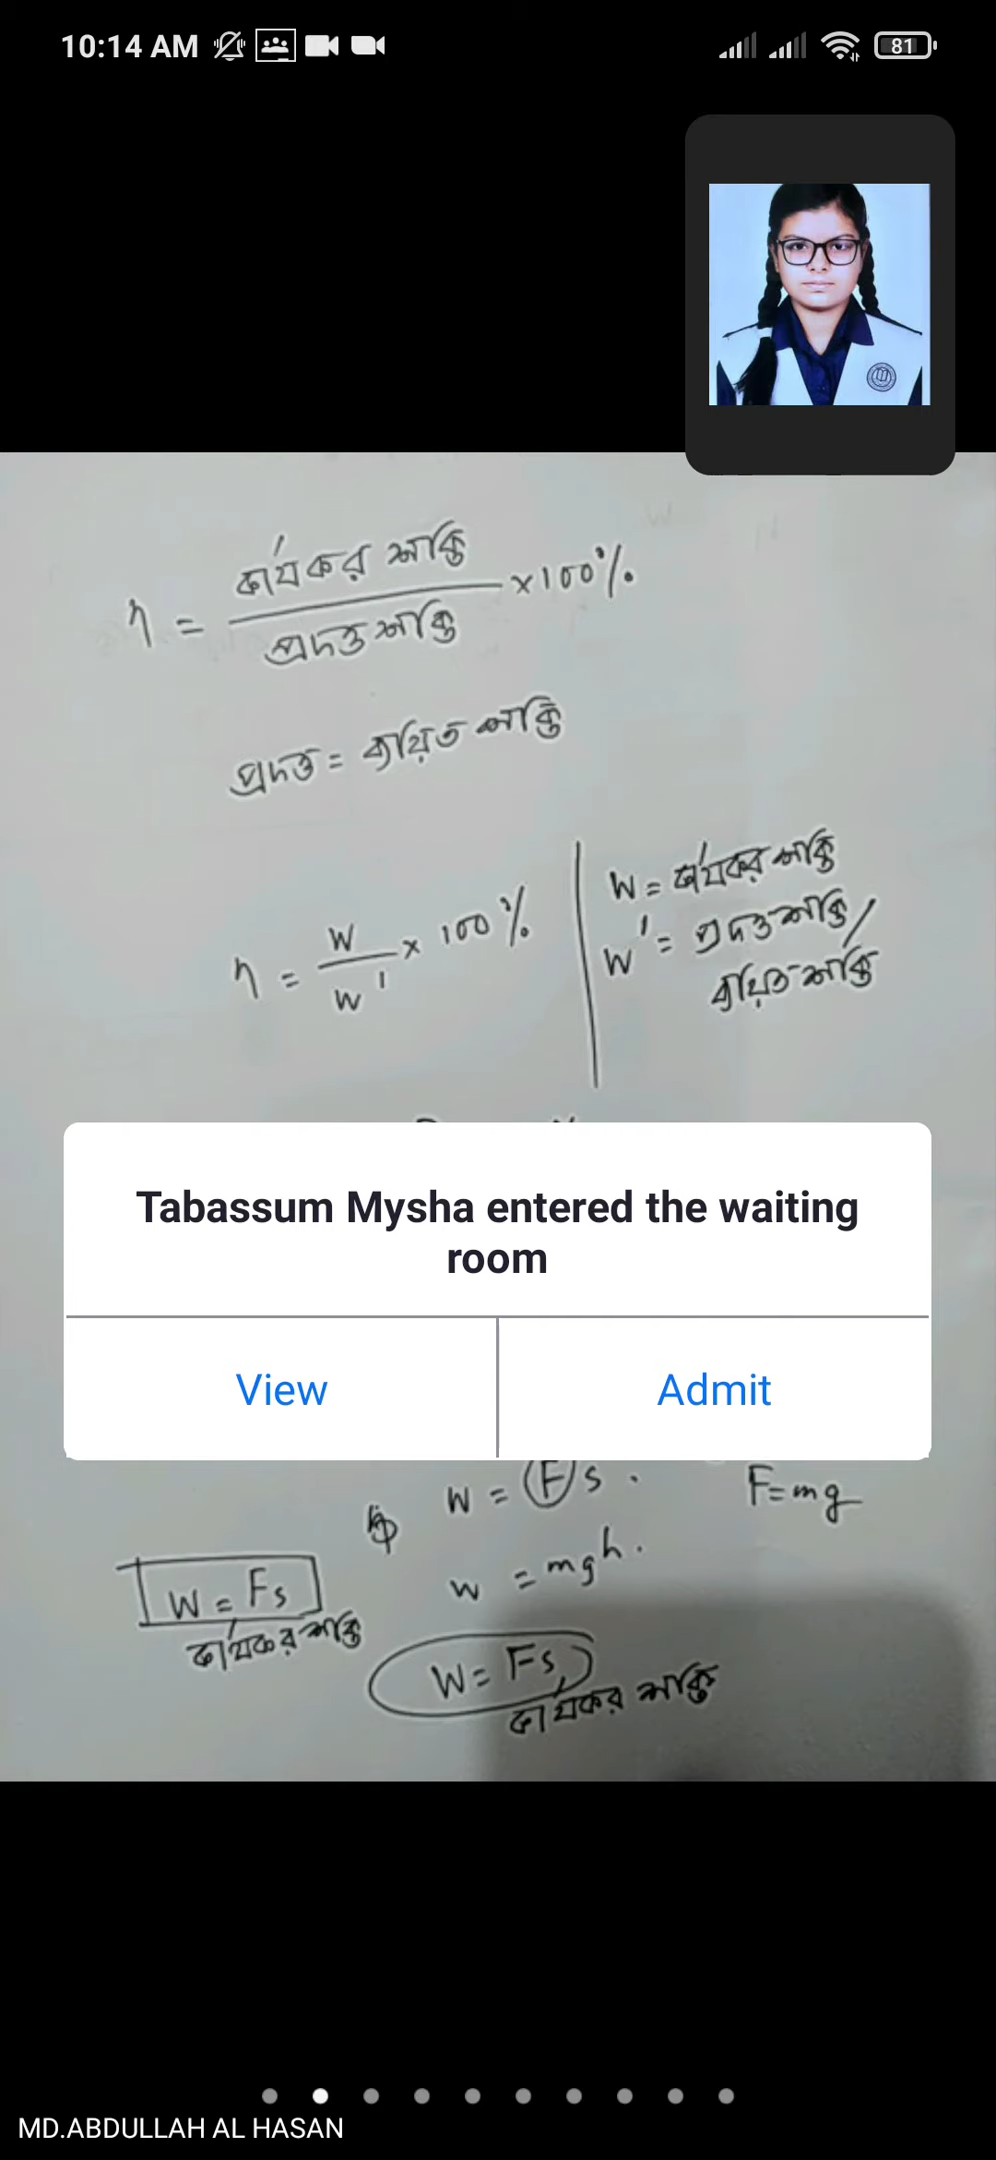 10:14 AM
81
η = কার্যকর শক্তি / প্রদত্ত শক্তি × 100%
প্রদত্ত = ব্যয়িত শক্তি
η = W / W' × 100%
W = কার্যকর শক্তি
W' = প্রদত্ত শক্তি/
ব্যয়িত শক্তি
Tabassum Mysha entered the waiting
room
View
Admit
W = Fs.
F=mg
W = mgh.
W = Fs
কার্যকর শক্তি
W = Fs,
কার্যকর শক্তি
MD.ABDULLAH AL HASAN